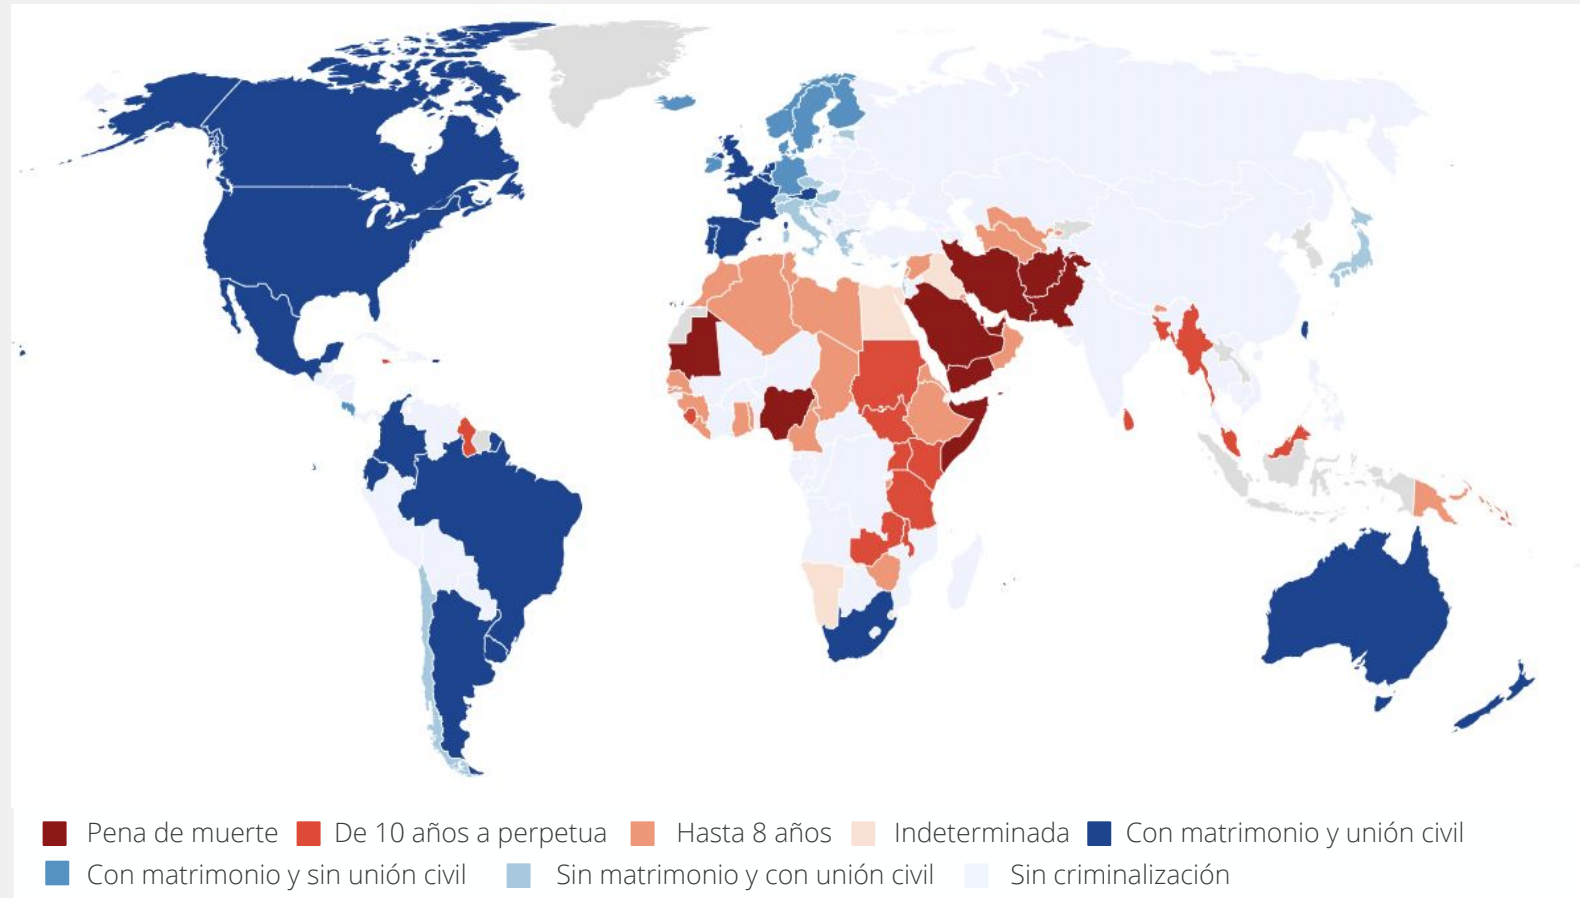 Pena de muerte De 10 años a perpetua Hasta 8 años Indeterminada Con matrimonio y unión civil
Con matrimonio y sin unión civil Sin matrimonio y con unión civil Sin criminalización